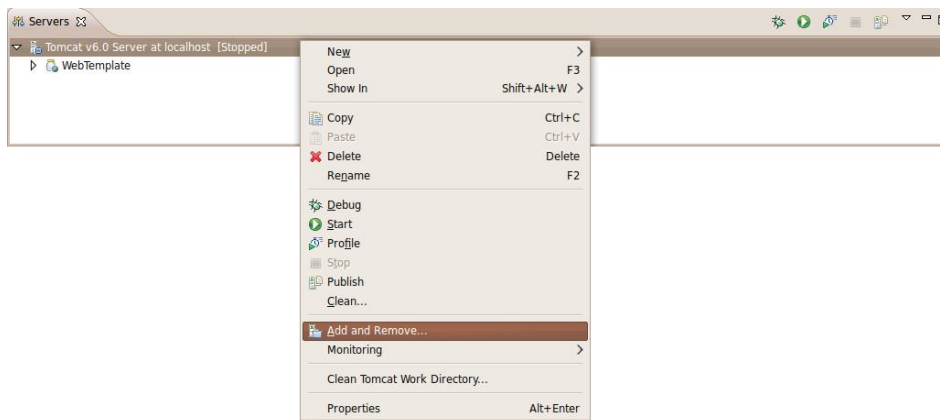 Servers
Tomcat v6.0 Server at localhost [Stopped]
WebTemplate
New
Open F3
Show In Shift+Alt+W
Copy Ctrl+C
Paste Ctrl+V
Delete Delete
Rename F2
Debug
Start
Profile
Stop
Publish
Clean...
Add and Remove...
Monitoring
Clean Tomcat Work Directory...
Properties Alt+Enter